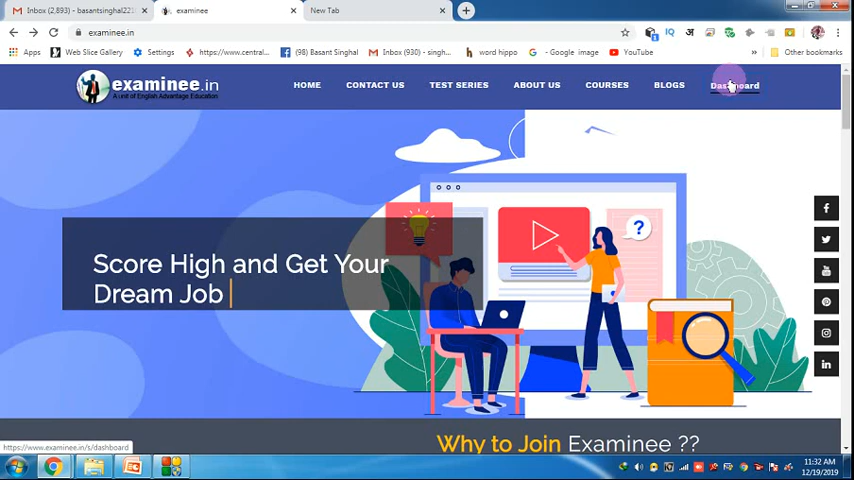 Inbox (2,893) - basantsinghal22
examinee
New Tab
examinee.in
Apps
Web Slice Gallery
Settings
https://www.central...
(98) Basant Singhal
Inbox (930) - singh...
word hippo
- Google image
YouTube
»
Other bookmarks
examinee.in
A unit of English Advantage Education
HOME
CONTACT US
TEST SERIES
ABOUT US
COURSES
BLOGS
Dashboard
?
Score High and Get Your
Dream Job
https://www.examinee.in/s/dashboard
Why to Join Examinee ??
11:32 AM
12/19/2019